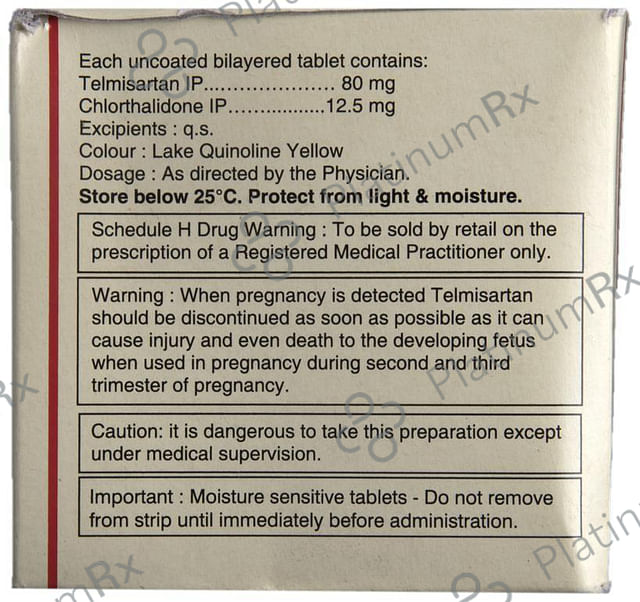 Each uncoated bilayered tablet contains:
Telmisartan IP..................... 80 mg
Chlorthalidone IP.................12.5 mg
Excipients : q.s.
Colour : Lake Quinoline Yellow
Dosage : As directed by the Physician.
Store below 25°C. Protect from light & moisture.
Schedule H Drug Warning : To be sold by retail on the
prescription of a Registered Medical Practitioner only.
Warning : When pregnancy is detected Telmisartan
should be discontinued as soon as possible as it can
cause injury and even death to the developing fetus
when used in pregnancy during second and third
trimester of pregnancy.
Caution: it is dangerous to take this preparation except
under medical supervision.
Important : Moisture sensitive tablets - Do not remove
from strip until immediately before administration.
PlatinumRx
PlatinumRx
PlatinumRx